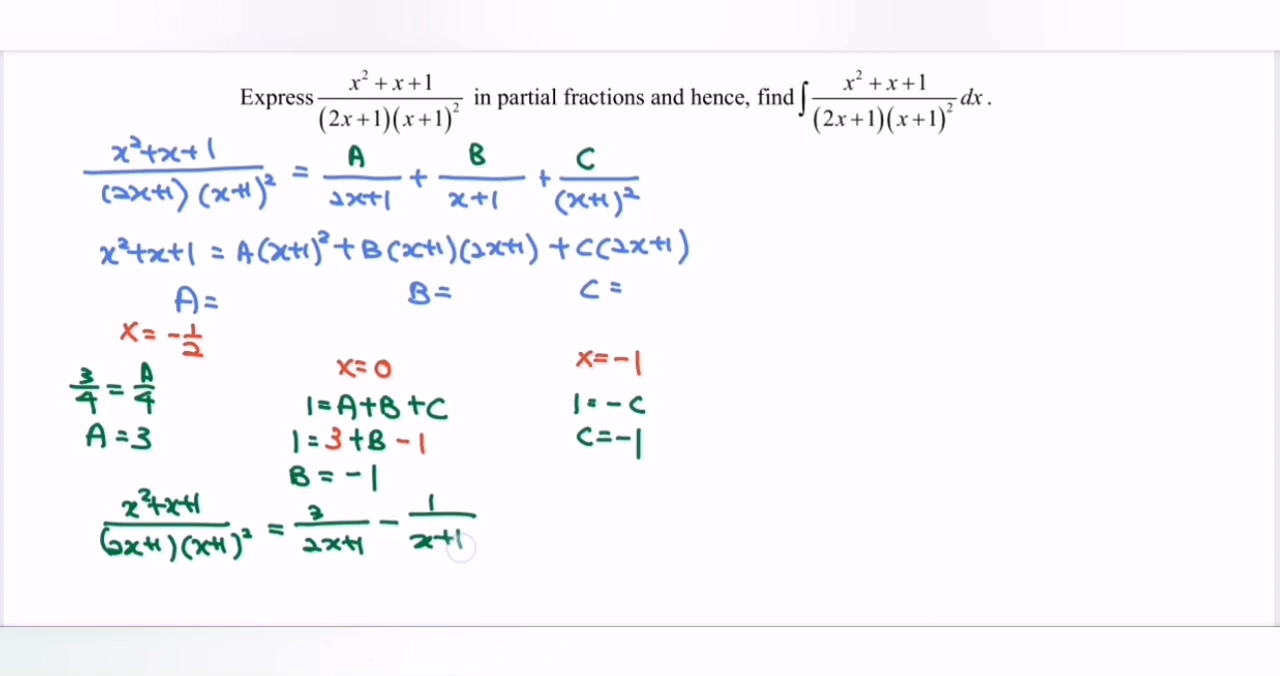 Express (x² + x + 1)/((2x + 1)(x + 1)²) in partial fractions and hence, find ∫ (x² + x + 1)/((2x + 1)(x + 1)²) dx.
(x²+x+1)/((2x+1)(x+1)²) = A/(2x+1) + B/(x+1) + C/(x+1)²
x²+x+1 = A(x+1)² + B(x+1)(2x+1) + C(2x+1)
A = B = C =
x = -1/2
x = 0 x = -1
3/4 = A/4
1 = A+B+C 1 = -C
A = 3 1 = 3+B-1 C = -1
B = -1
(x²+x+1)/((2x+1)(x+1)²) = 3/(2x+1) - 1/(x+1)